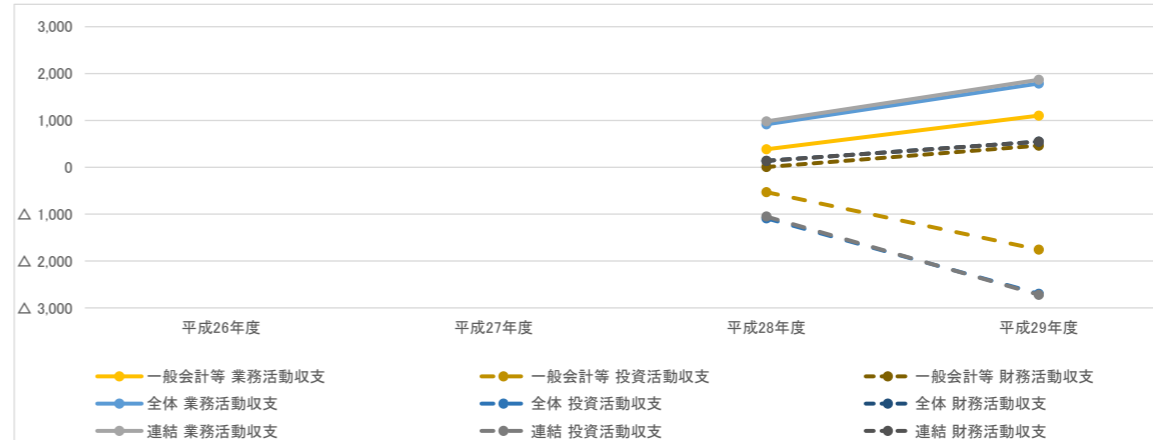 3,000
2,000
1,000
0
△ 1,000
△ 2,000
△ 3,000
平成26年度 平成27年度 平成28年度 平成29年度
一般会計等 業務活動収支 一般会計等 投資活動収支 一般会計等 財務活動収支
全体 業務活動収支 全体 投資活動収支 全体 財務活動収支
連結 業務活動収支 連結 投資活動収支 連結 財務活動収支